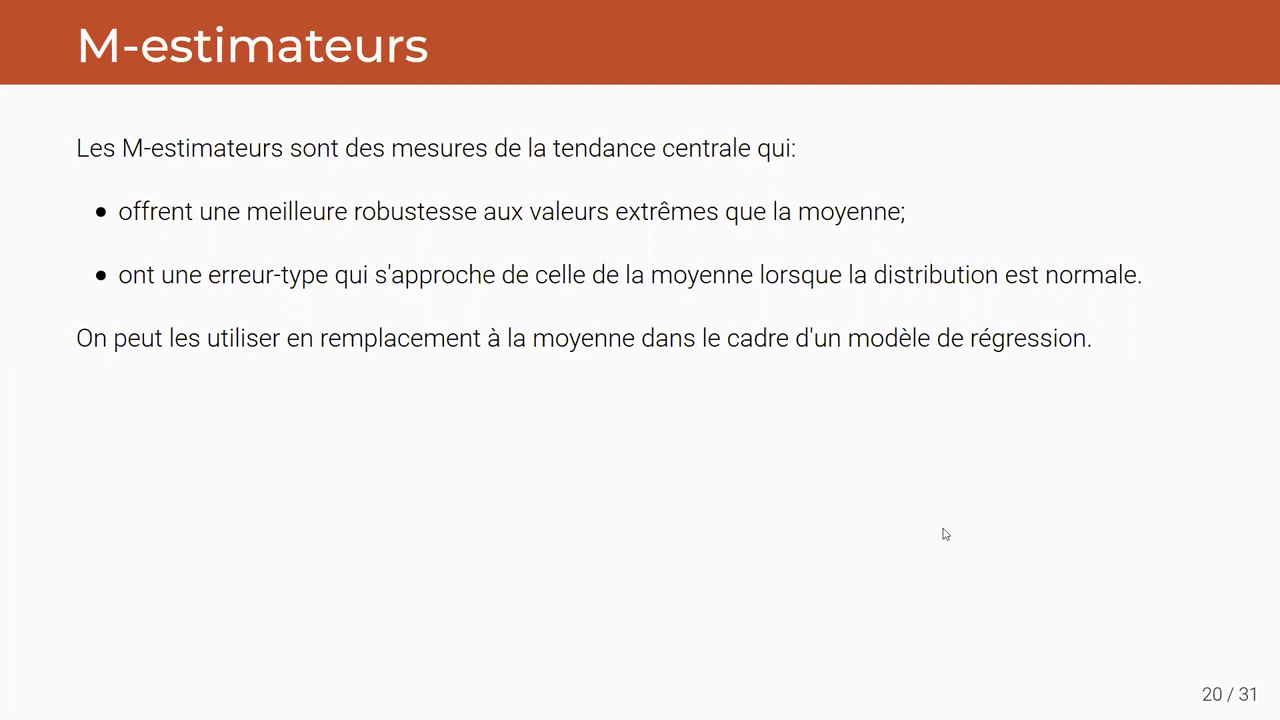 M-estimateurs
Les M-estimateurs sont des mesures de la tendance centrale qui:
• offrent une meilleure robustesse aux valeurs extrêmes que la moyenne;
• ont une erreur-type qui s'approche de celle de la moyenne lorsque la distribution est normale.
On peut les utiliser en remplacement à la moyenne dans le cadre d'un modèle de régression.
20 / 31